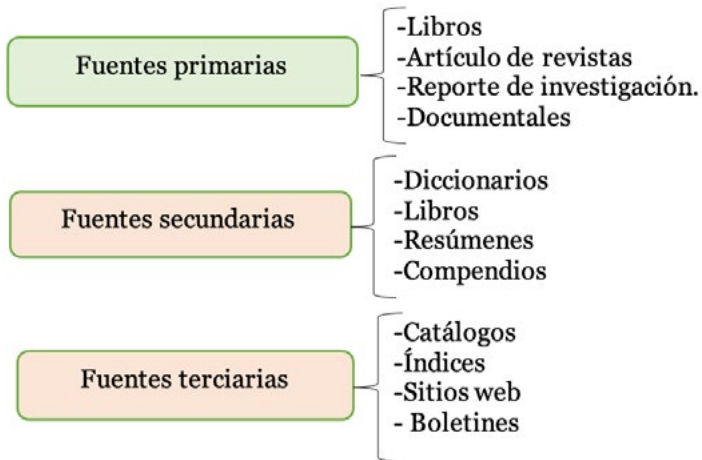 Fuentes primarias
-Libros
-Artículo de revistas
-Reporte de investigación.
-Documentales
Fuentes secundarias
-Diccionarios
-Libros
-Resúmenes
-Compendios
Fuentes terciarias
-Catálogos
-Índices
-Sitios web
- Boletines